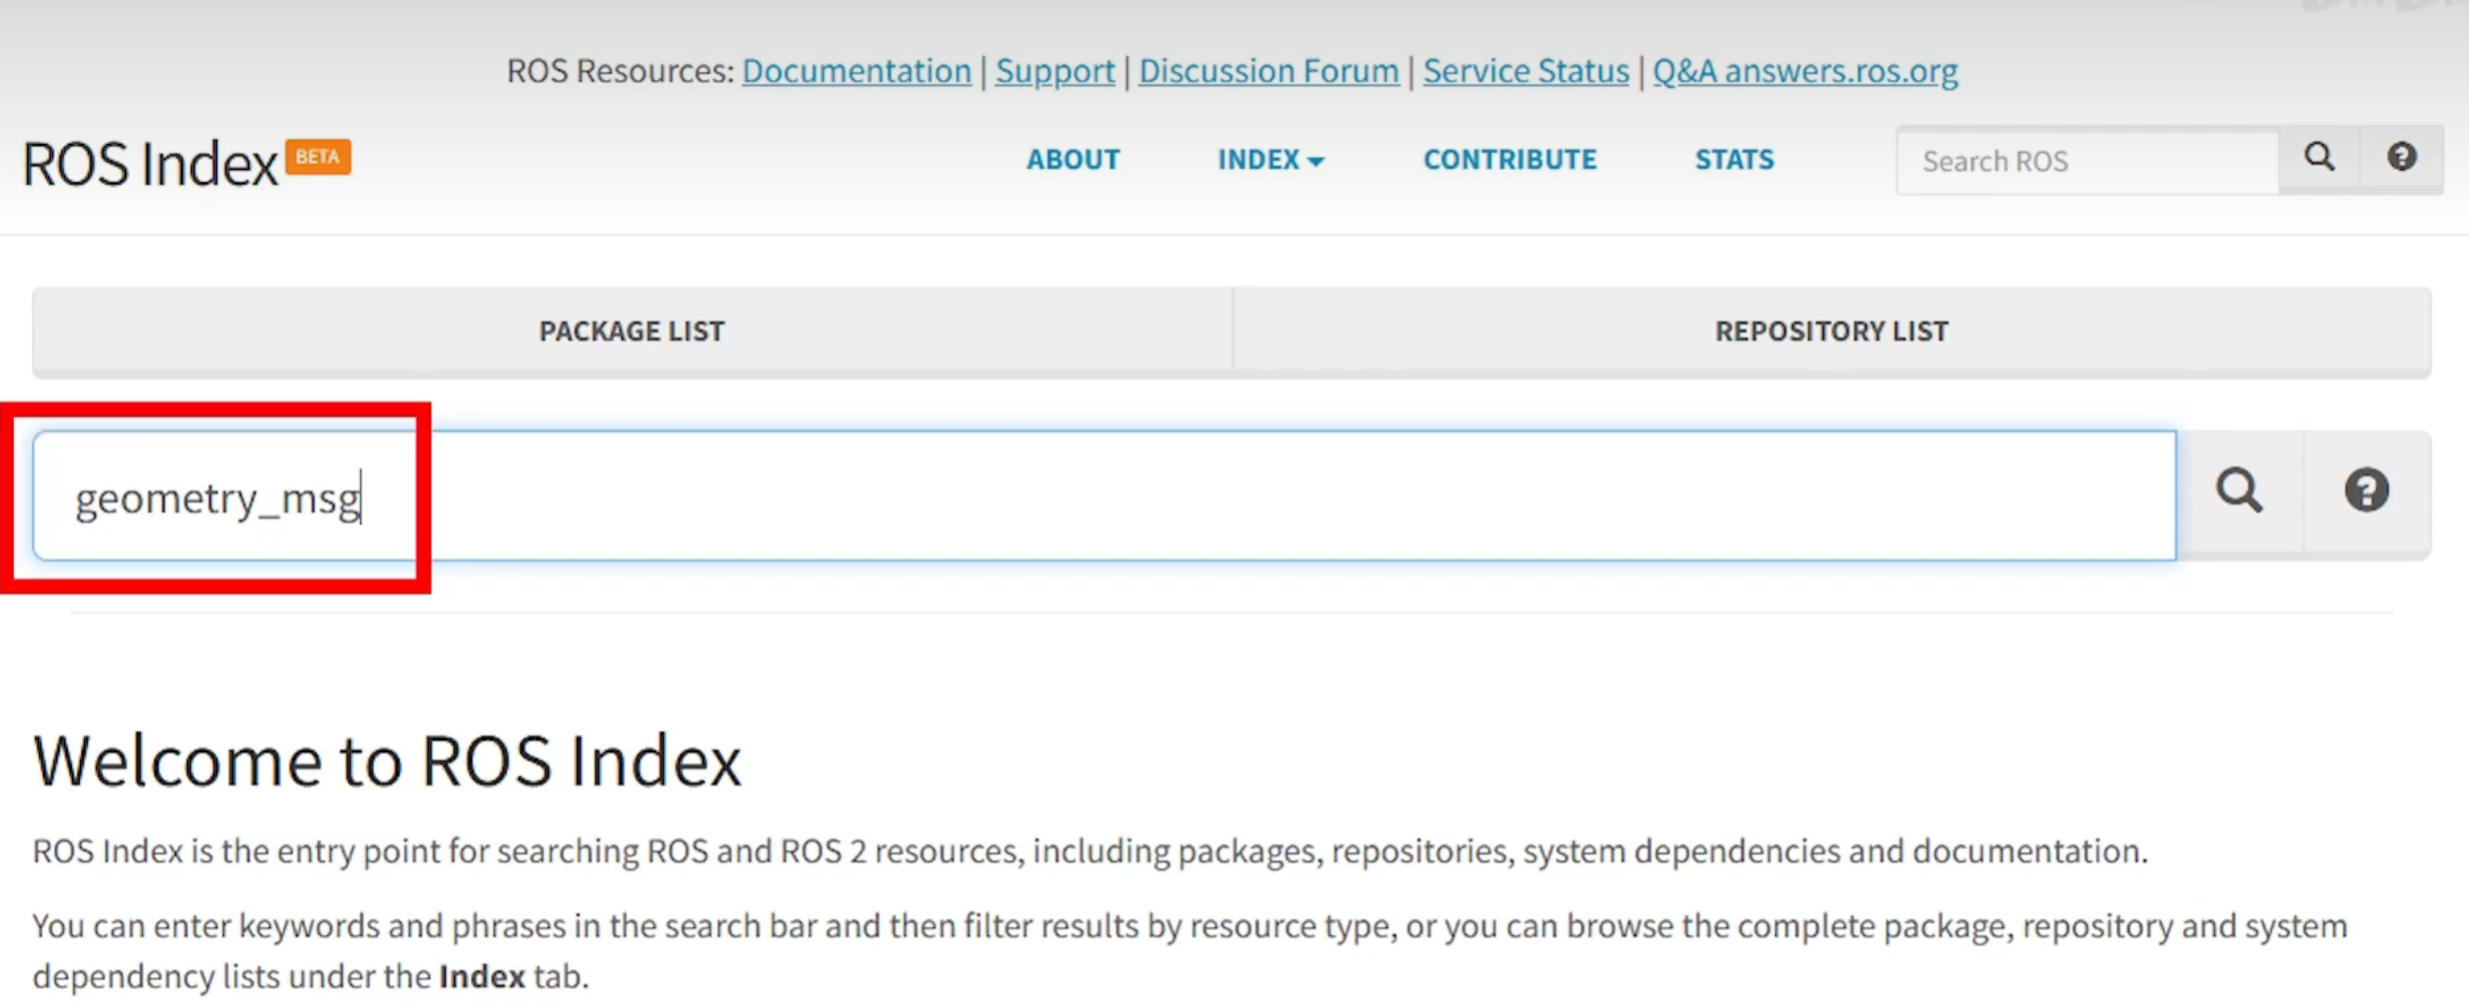 ROS Resources: Documentation | Support | Discussion Forum | Service Status | Q&A answers.ros.org
ROS Index BETA
ABOUT INDEX CONTRIBUTE STATS Search ROS
PACKAGE LIST REPOSITORY LIST
geometry_msg
Welcome to ROS Index
ROS Index is the entry point for searching ROS and ROS 2 resources, including packages, repositories, system dependencies and documentation.
You can enter keywords and phrases in the search bar and then filter results by resource type, or you can browse the complete package, repository and system
dependency lists under the Index tab.